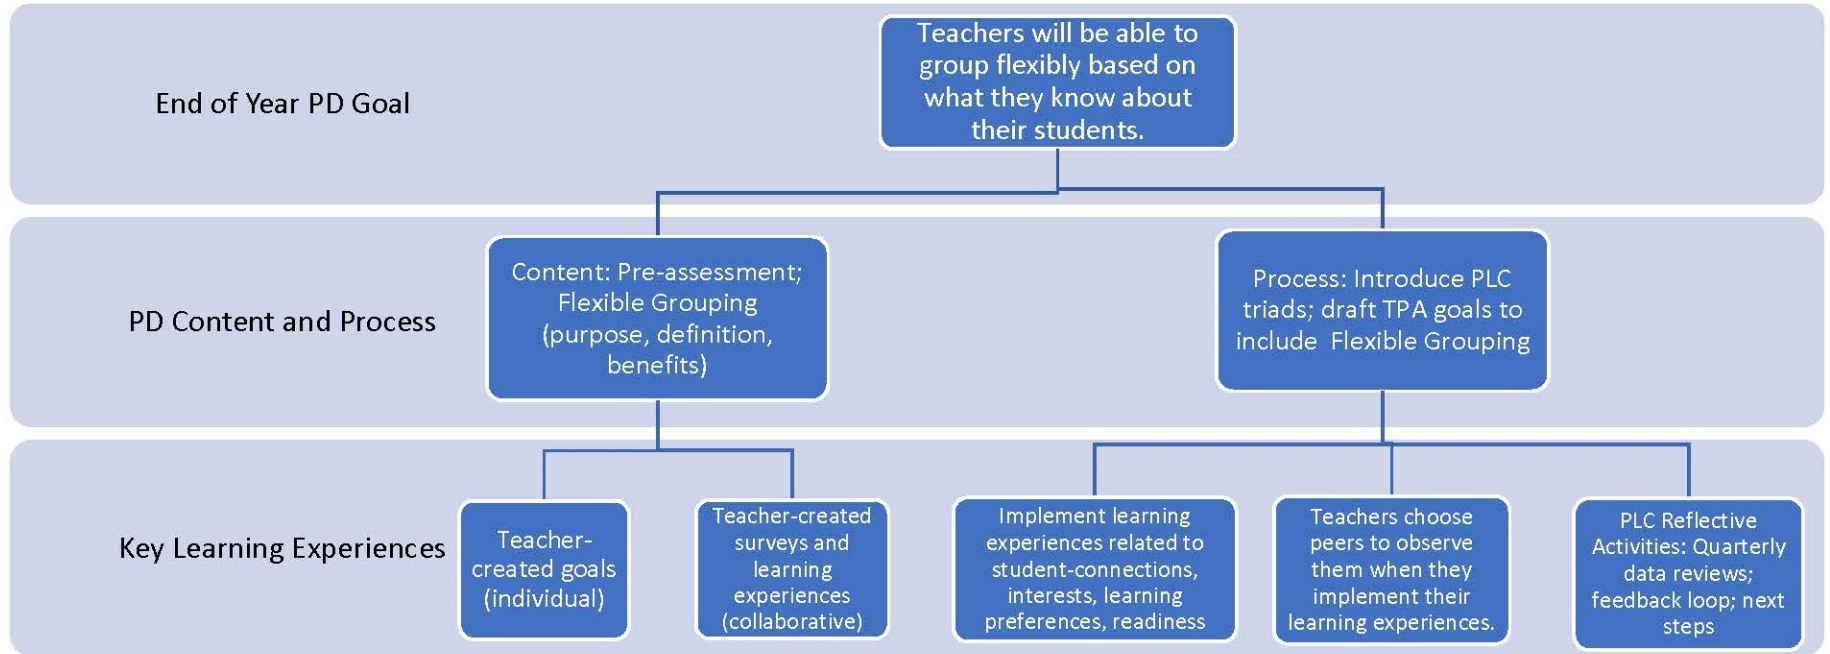 End of Year PD Goal
Teachers will be able to
group flexibly based on
what they know about
their students.
PD Content and Process
Content: Pre-assessment;
Flexible Grouping
(purpose, definition,
benefits)
Process: Introduce PLC
triads; draft TPA goals to
include Flexible Grouping
Key Learning Experiences
Teacher-
created goals
(individual)
Teacher-created
surveys and
learning
experiences
(collaborative)
Implement learning
experiences related to
student-connections,
interests, learning
preferences, readiness
Teachers choose
peers to observe
them when they
implement their
learning experiences.
PLC Reflective
Activities: Quarterly
data reviews;
feedback loop; next
steps